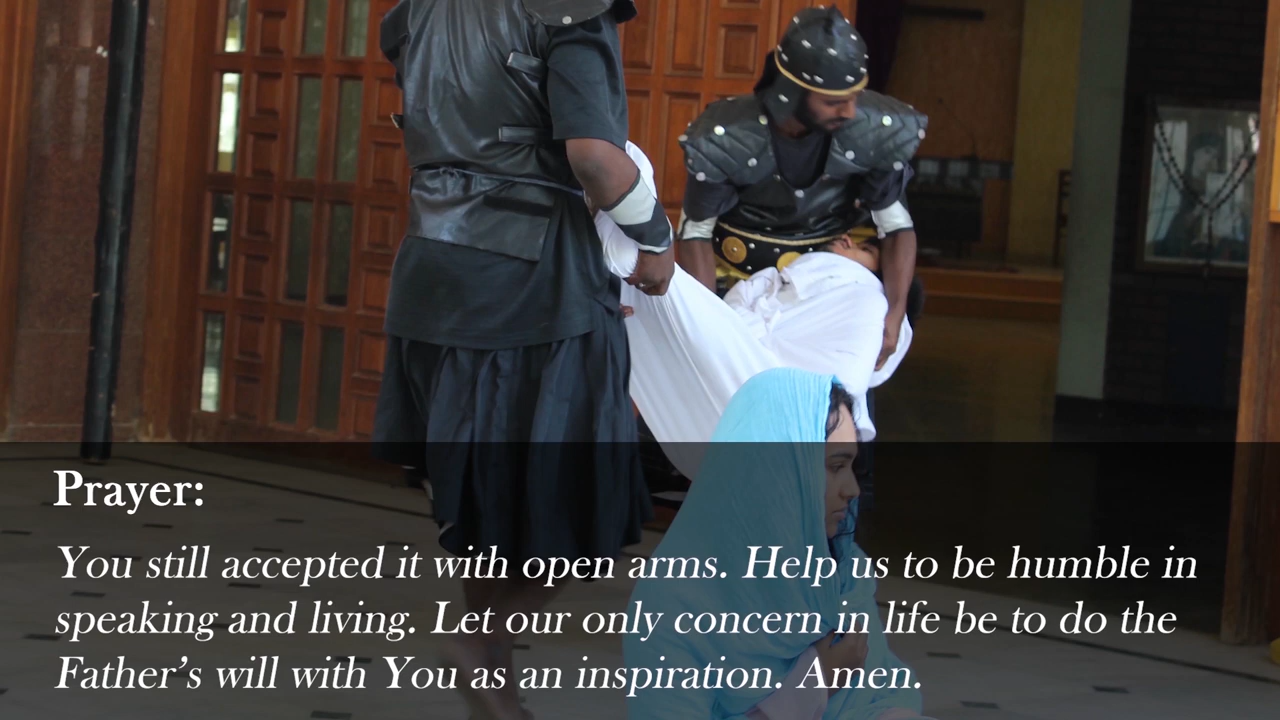 Prayer:
You still accepted it with open arms. Help us to be humble in
speaking and living. Let our only concern in life be to do the
Father’s will with You as an inspiration. Amen.